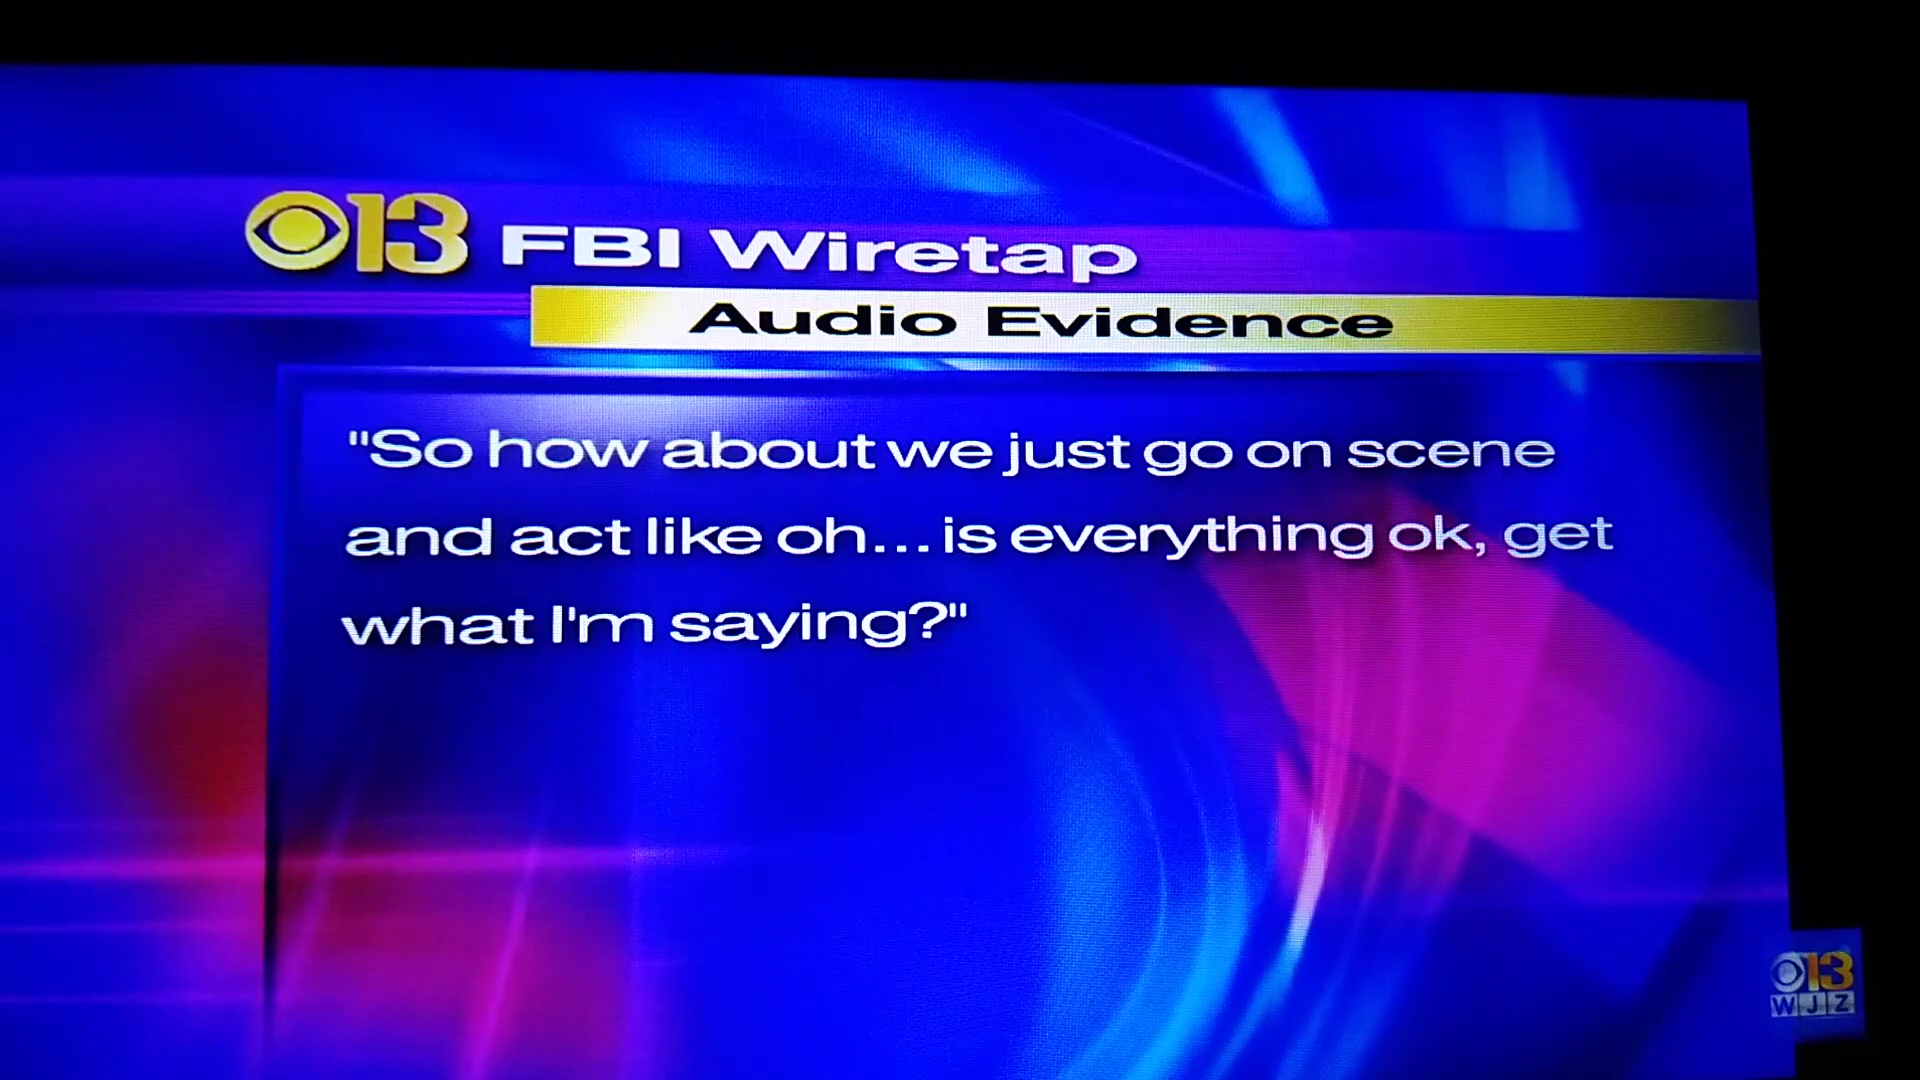 13 FBI Wiretap
Audio Evidence
"So how about we just go on scene
and act like oh...is everything ok, get
what I'm saying?"
13
WJZ